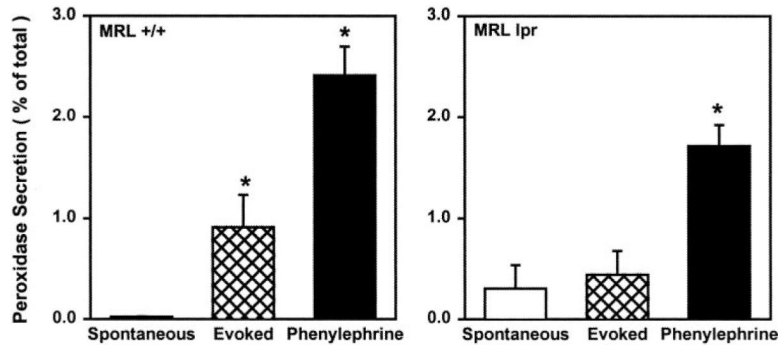 Peroxidase Secretion ( % of total )
3.0
2.0
1.0
0.0
MRL +/+
*
*
Spontaneous Evoked Phenylephrine
3.0
2.0
1.0
0.0
MRL lpr
*
Spontaneous Evoked Phenylephrine